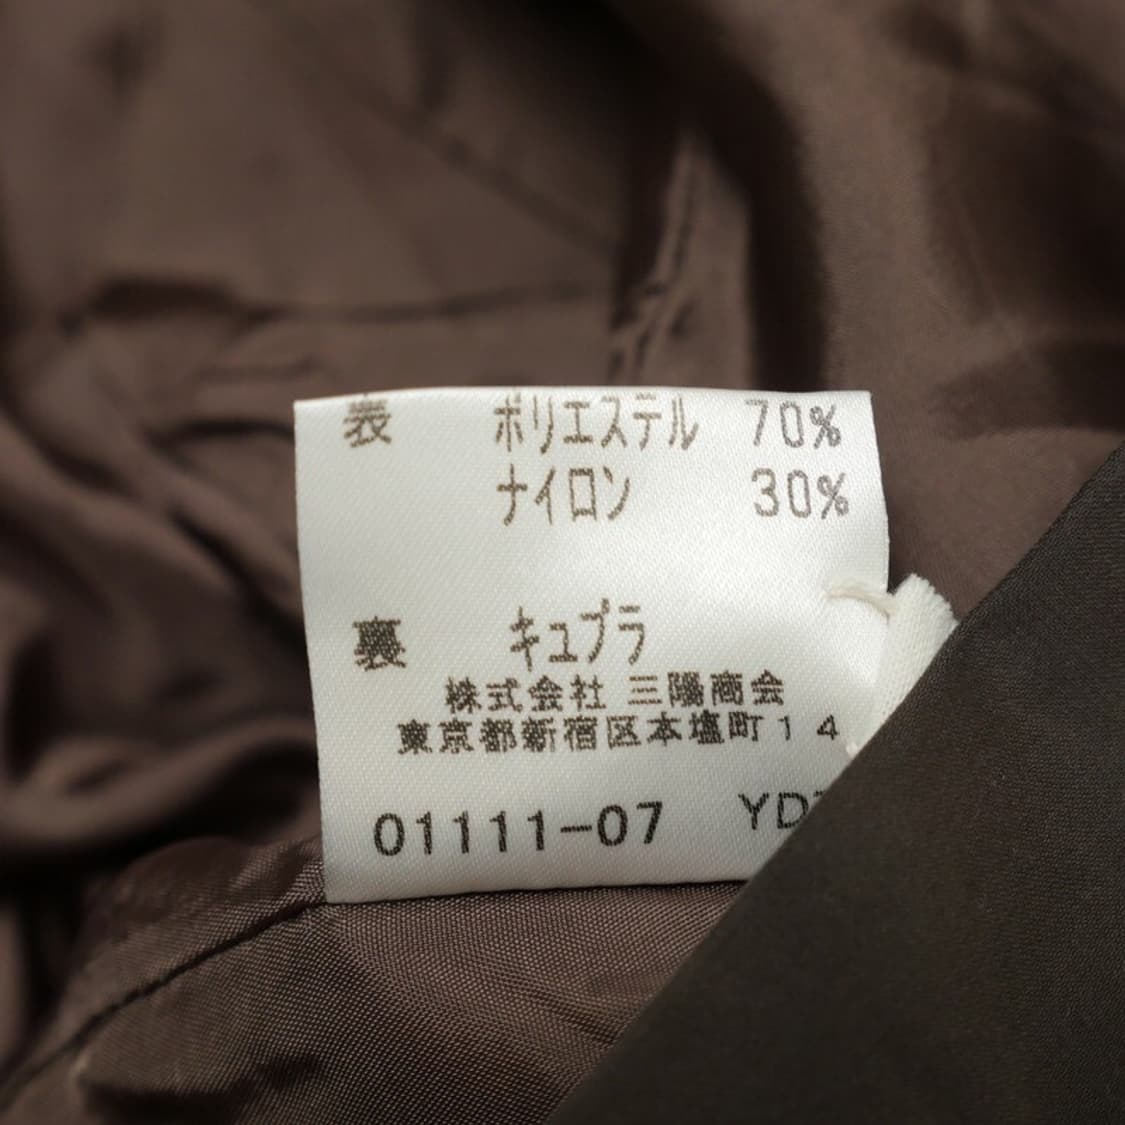 表 ポリエステル 70%
ナイロン 30%
裏 キュプラ
株式会社 三陽商会
東京都新宿区本塩町14
01111-07 YD